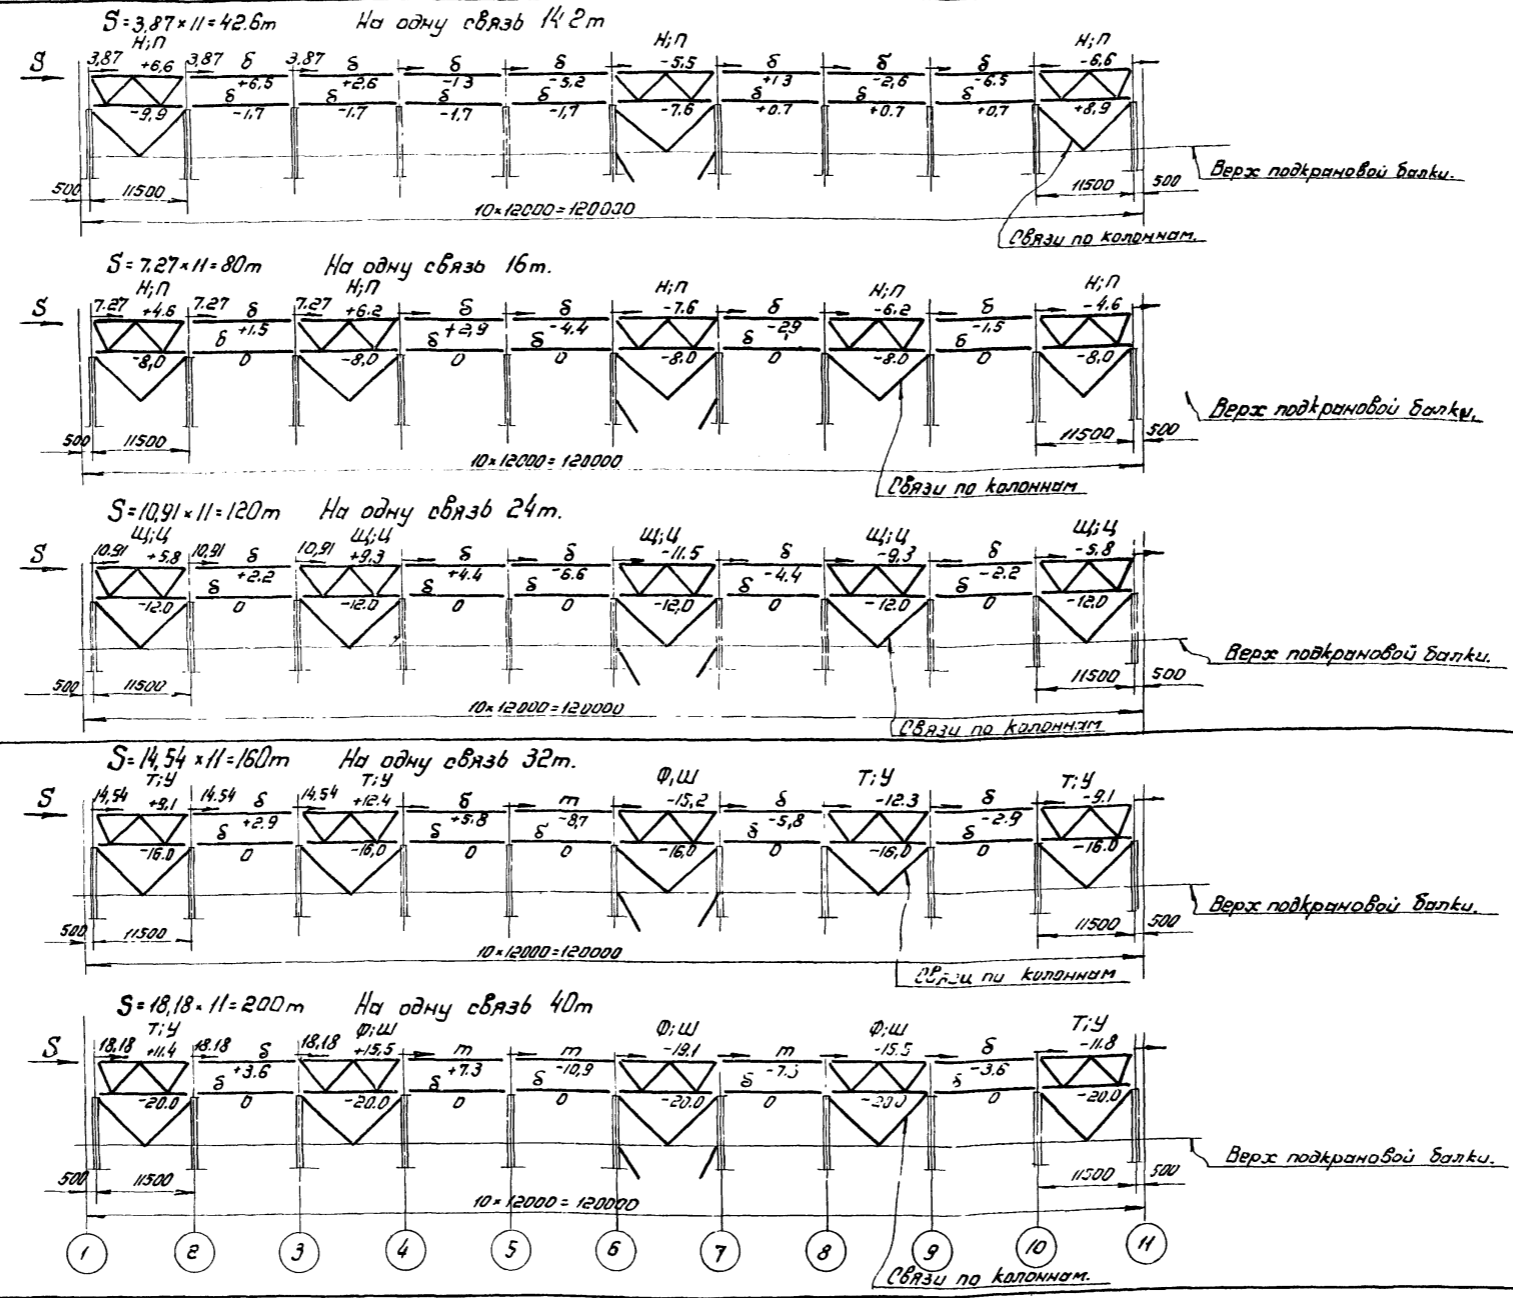 S=3,87×11=42.6т На одну связь 14.2т
Н;П Н;П Н;П
S 3,87 +6,6 3,87 δ 3,87 δ δ δ -5,5 δ δ δ -6,6
+6,5 +2,6 -1.3 -5,2 +1.3 -2,6 -6.5
δ δ δ δ δ δ δ
-9,9 -1,7 -1.7 -1.7 -1,7 -7.6 +0.7 +0.7 +0,7 +8,9
Верх подкрановой балки.
500 11500 11500 500
10×12000=120000
Связи по колоннам.
S=7.27×11=80т На одну связь 16т.
Н;П Н;П Н;П Н;П Н;П
S 7.27 +4.6 7.27 δ 7.27 +6.2 δ δ -7.6 δ -6.2 δ -4.6
δ +1.5 δ +2,9 δ -4.4 δ -2,9 δ -1,5
-8,0 0 -8,0 0 0 -8.0 0 -8.0 0 -8,0
Верх подкрановой балки.
500 11500 11500 500
10×12000=120000
Связи по колоннам
S=10,91×11=120т На одну связь 24т.
Щ;Ц Щ;Ц Щ;Ц Щ;Ц Щ;Ц
S 10,91 +5,8 10,91 δ 10,91 +9,3 δ δ -11.5 δ -9.3 δ -5,8
δ +2.2 δ +4.4 δ -6.6 δ -4.4 δ -2.2
-12.0 0 -12.0 0 0 -12,0 0 -12.0 0 -12,0
Верх подкрановой балки.
500 11500 11500 500
10×12000=120000
Связи по колоннам
S=14,54×11=160т На одну связь 32т.
Т;У Т;У Ф,Ш Т;У Т;У
S 14,54 +9.1 14.54 δ 14.54 +12.4 δ т -15,2 δ -12.3 δ -9.1
δ +2.9 δ +5.8 δ -8,7 δ -5,8 δ -2.9
-16.0 0 -16,0 0 0 -16,0 0 -16,0 0 -16.0
Верх подкрановой балки.
500 11500 11500 500
10×12000=120000
Связи по колоннам
S=18,18×11=200т На одну связь 40т
Т;У Ф;Ш Ф;Ш Ф;Ш Т;У
S 18,18 +11.4 18.18 δ 18,18 +15,5 т т -19.1 т -15.5 δ -11.8
δ +3.6 δ +7.3 δ -10,9 δ -7.3 δ -3.6
-20.0 0 -20.0 0 0 -20.0 0 -20.0 0 -20.0
Верх подкрановой балки.
500 11500 11500 500
10×12000=120000
1 2 3 4 5 6 7 8 9 10 11
Связи по колоннам.